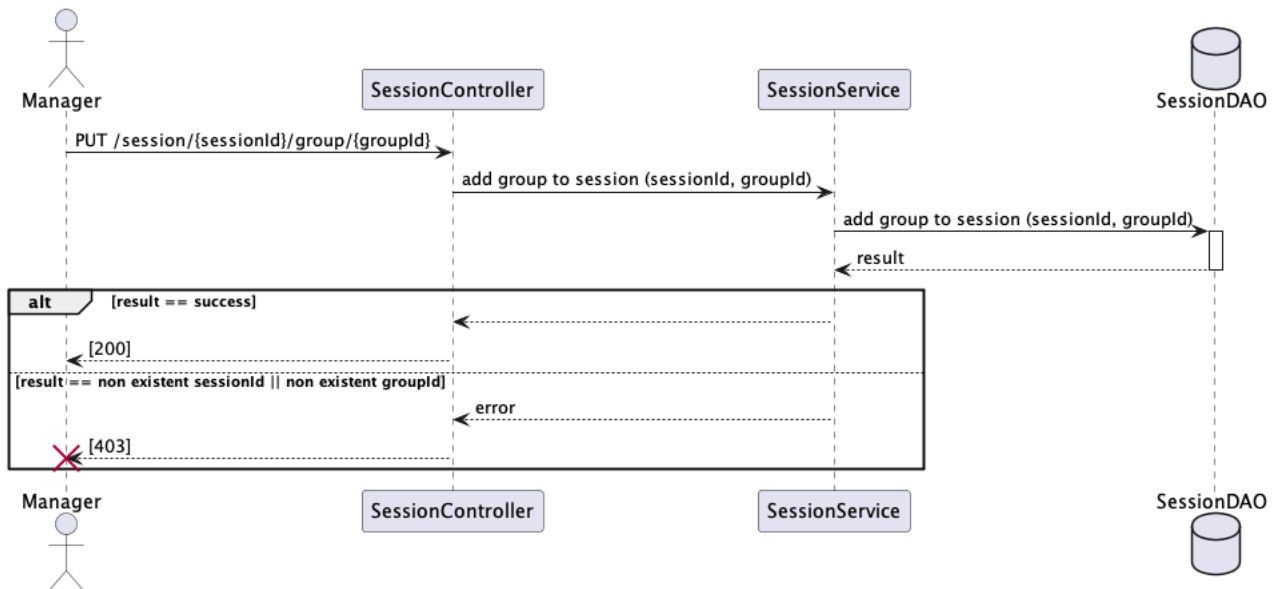 Manager
SessionController
SessionService
SessionDAO
PUT /session/{sessionId}/group/{groupId}
add group to session (sessionId, groupId)
add group to session (sessionId, groupId)
result
alt [result == success]
[200]
[result == non existent sessionId || non existent groupId]
error
[403]
Manager
SessionController
SessionService
SessionDAO